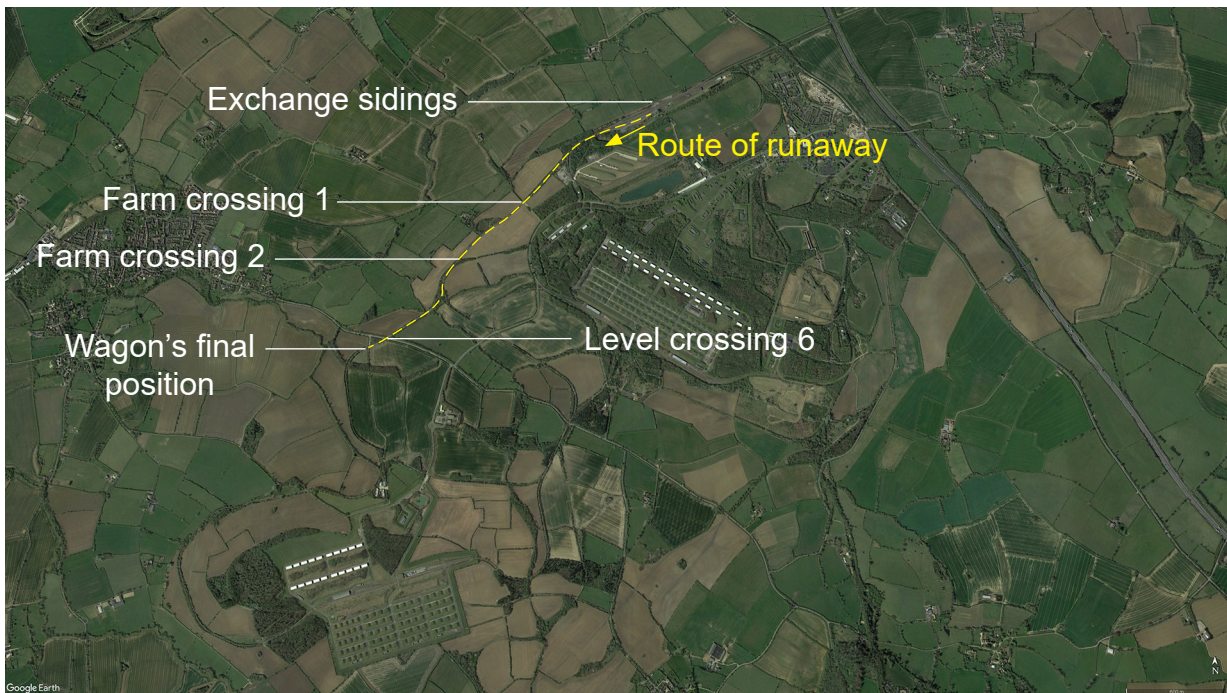 Exchange sidings
Route of runaway
Farm crossing 1
Farm crossing 2
Wagon's final
position
Level crossing 6
Google Earth
N